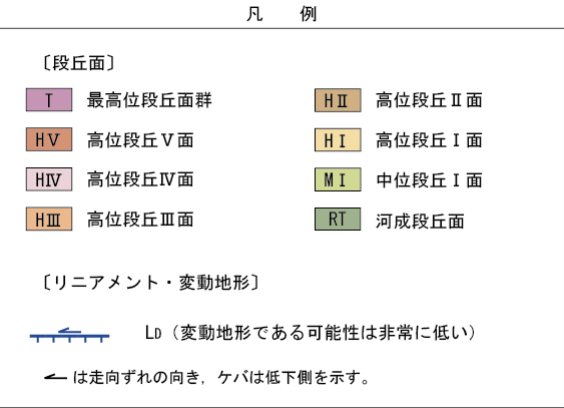 凡 例
〔段丘面〕
T 最高位段丘面群
HⅤ 高位段丘Ⅴ面
HⅣ 高位段丘Ⅳ面
HⅢ 高位段丘Ⅲ面
HⅡ 高位段丘Ⅱ面
HⅠ 高位段丘Ⅰ面
MⅠ 中位段丘Ⅰ面
RT 河成段丘面
〔リニアメント・変動地形〕
LD（変動地形である可能性は非常に低い）
は走向ずれの向き，ケバは低下側を示す。